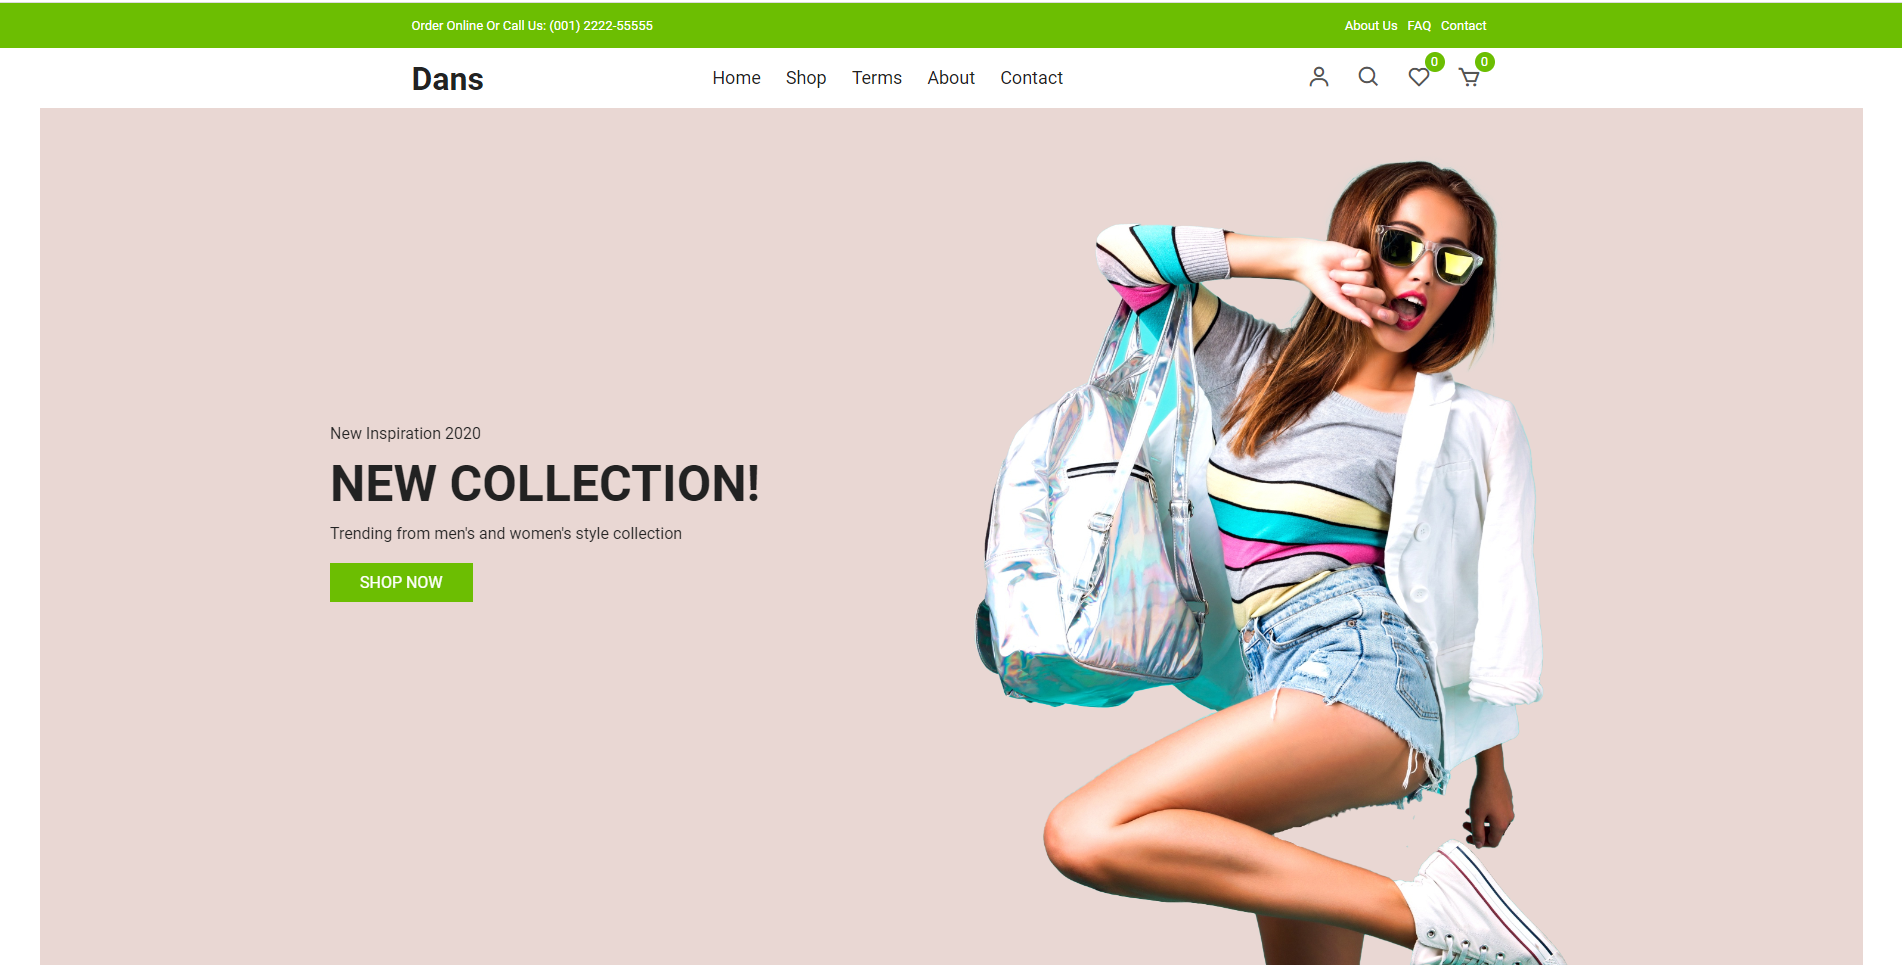 Order Online Or Call Us: (001) 2222-55555 About Us FAQ Contact
Dans Home Shop Terms About Contact 0 0
New Inspiration 2020
NEW COLLECTION!
Trending from men's and women's style collection
SHOP NOW